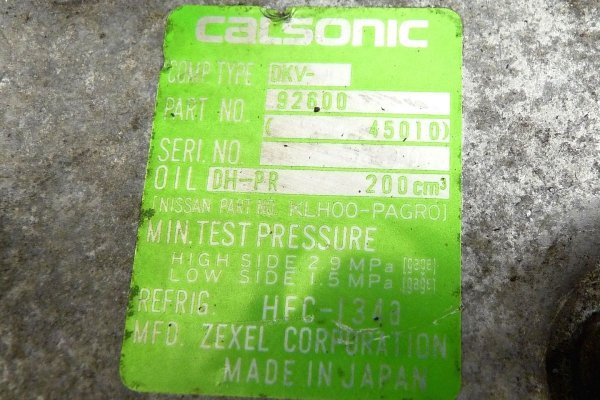 CALSONIC
COMP TYPE DKV-
PART NO. 92600
( 45010)
SERI. NO.
OIL DH-PR 200cm³
[NISSAN PART NO. KLH00-PAGR0]
MIN. TEST PRESSURE
HIGH SIDE 2.9 MPa [gage]
LOW SIDE 1.5 MPa [gage]
REFRIG. HFC-134a
MFD. ZEXEL CORPORATION
MADE IN JAPAN